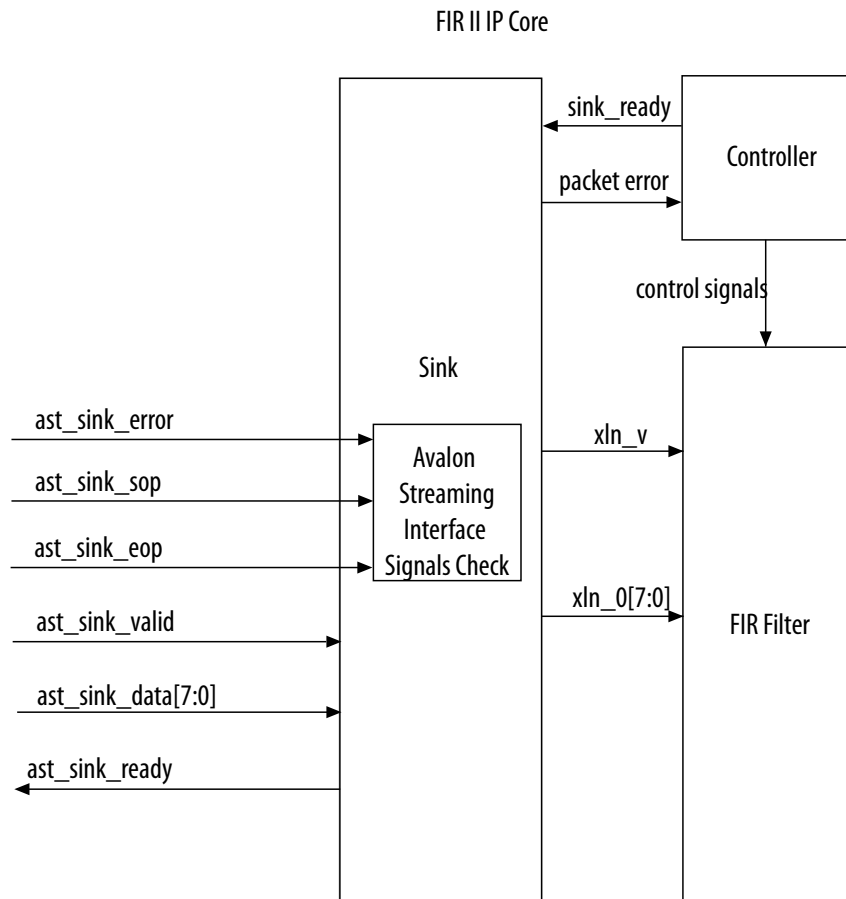 FIR II IP Core
sink_ready
Controller
packet error
control signals
Sink
ast_sink_error
ast_sink_sop
ast_sink_eop
Avalon
Streaming
Interface
Signals Check
xln_v
xln_0[7:0]
FIR Filter
ast_sink_valid
ast_sink_data[7:0]
ast_sink_ready